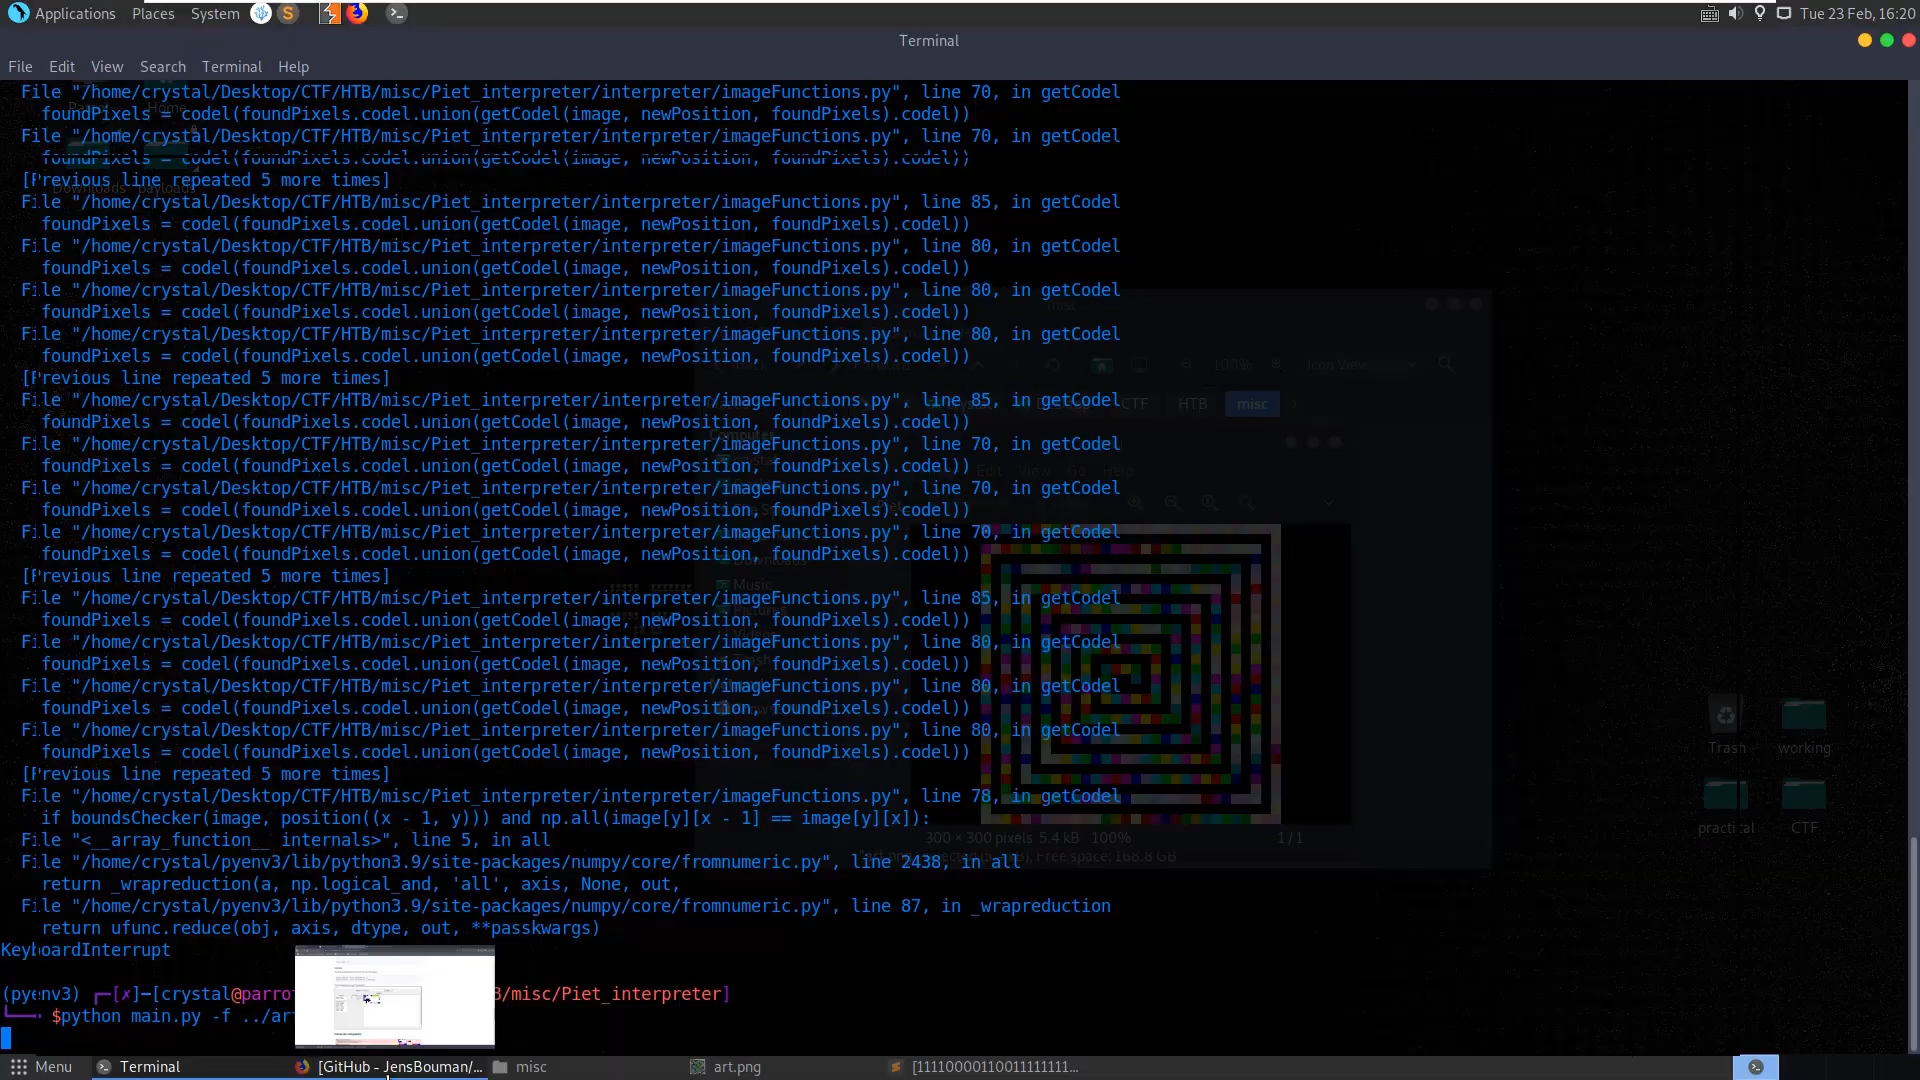 Applications Places System Tue 23 Feb, 16:20
Terminal
File Edit View Search Terminal Help
File "/home/crystal/Desktop/CTF/HTB/misc/Piet_interpreter/interpreter/imageFunctions.py", line 70, in getCodel
foundPixels = codel(foundPixels.codel.union(getCodel(image, newPosition, foundPixels).codel))
File "/home/crystal/Desktop/CTF/HTB/misc/Piet_interpreter/interpreter/imageFunctions.py", line 70, in getCodel
foundPixels = codel(foundPixels.codel.union(getCodel(image, newPosition, foundPixels).codel))
[Previous line repeated 5 more times]
File "/home/crystal/Desktop/CTF/HTB/misc/Piet_interpreter/interpreter/imageFunctions.py", line 85, in getCodel
foundPixels = codel(foundPixels.codel.union(getCodel(image, newPosition, foundPixels).codel))
File "/home/crystal/Desktop/CTF/HTB/misc/Piet_interpreter/interpreter/imageFunctions.py", line 80, in getCodel
foundPixels = codel(foundPixels.codel.union(getCodel(image, newPosition, foundPixels).codel))
File "/home/crystal/Desktop/CTF/HTB/misc/Piet_interpreter/interpreter/imageFunctions.py", line 80, in getCodel
foundPixels = codel(foundPixels.codel.union(getCodel(image, newPosition, foundPixels).codel))
File "/home/crystal/Desktop/CTF/HTB/misc/Piet_interpreter/interpreter/imageFunctions.py", line 80, in getCodel
foundPixels = codel(foundPixels.codel.union(getCodel(image, newPosition, foundPixels).codel))
[Previous line repeated 5 more times]
File "/home/crystal/Desktop/CTF/HTB/misc/Piet_interpreter/interpreter/imageFunctions.py", line 85, in getCodel
foundPixels = codel(foundPixels.codel.union(getCodel(image, newPosition, foundPixels).codel))
File "/home/crystal/Desktop/CTF/HTB/misc/Piet_interpreter/interpreter/imageFunctions.py", line 70, in getCodel
foundPixels = codel(foundPixels.codel.union(getCodel(image, newPosition, foundPixels).codel))
File "/home/crystal/Desktop/CTF/HTB/misc/Piet_interpreter/interpreter/imageFunctions.py", line 70, in getCodel
foundPixels = codel(foundPixels.codel.union(getCodel(image, newPosition, foundPixels).codel))
File "/home/crystal/Desktop/CTF/HTB/misc/Piet_interpreter/interpreter/imageFunctions.py", line 70, in getCodel
foundPixels = codel(foundPixels.codel.union(getCodel(image, newPosition, foundPixels).codel))
[Previous line repeated 5 more times]
File "/home/crystal/Desktop/CTF/HTB/misc/Piet_interpreter/interpreter/imageFunctions.py", line 85, in getCodel
foundPixels = codel(foundPixels.codel.union(getCodel(image, newPosition, foundPixels).codel))
File "/home/crystal/Desktop/CTF/HTB/misc/Piet_interpreter/interpreter/imageFunctions.py", line 80, in getCodel
foundPixels = codel(foundPixels.codel.union(getCodel(image, newPosition, foundPixels).codel))
File "/home/crystal/Desktop/CTF/HTB/misc/Piet_interpreter/interpreter/imageFunctions.py", line 80, in getCodel
foundPixels = codel(foundPixels.codel.union(getCodel(image, newPosition, foundPixels).codel))
File "/home/crystal/Desktop/CTF/HTB/misc/Piet_interpreter/interpreter/imageFunctions.py", line 80, in getCodel
foundPixels = codel(foundPixels.codel.union(getCodel(image, newPosition, foundPixels).codel))
[Previous line repeated 5 more times]
File "/home/crystal/Desktop/CTF/HTB/misc/Piet_interpreter/interpreter/imageFunctions.py", line 78, in getCodel
if boundsChecker(image, position((x - 1, y))) and np.all(image[y][x - 1] == image[y][x]):
File "<__array_function__ internals>", line 5, in all
File "/home/crystal/pyenv3/lib/python3.9/site-packages/numpy/core/fromnumeric.py", line 2438, in all
return _wrapreduction(a, np.logical_and, 'all', axis, None, out,
File "/home/crystal/pyenv3/lib/python3.9/site-packages/numpy/core/fromnumeric.py", line 87, in _wrapreduction
return ufunc.reduce(obj, axis, dtype, out, **passkwargs)
KeyboardInterrupt
(pyenv3) ┌─[✗]─[crystal@parro /misc/Piet_interpreter]
└──╼ $python main.py -f ../ar
Home
Downloads payloads
misc
100% Icon View
CTF HTB misc
Edit View Go Help
Downloads
Music
Pictures
Videos
Trash
300 × 300 pixels 5.4 kB 100% 1 / 1
Free space: 168.8 GB
Trash working
practical CTF
Menu Terminal [GitHub - JensBouman/... misc art.png [11110000110011111111...